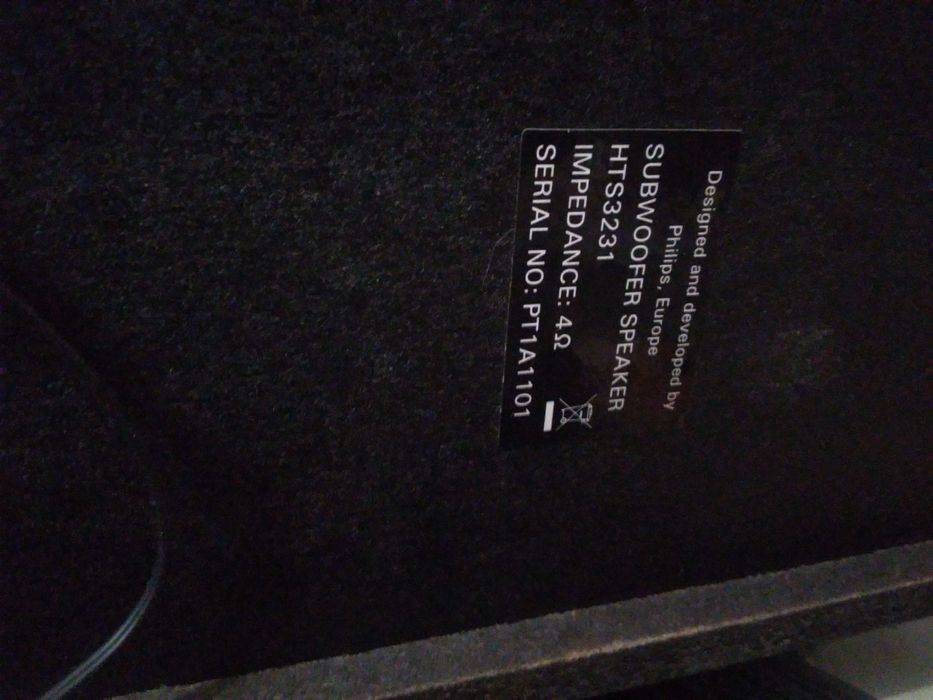 Designed and developed by
Philips, Europe
SUBWOOFER SPEAKER
HTS3231
IMPEDANCE: 4Ω
SERIAL NO: PT1A1101